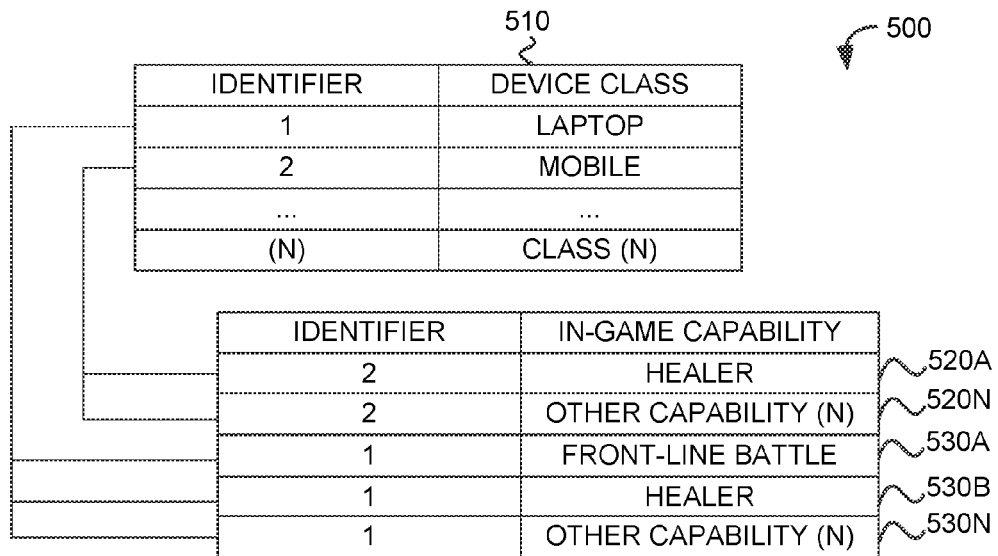 510
500
IDENTIFIER DEVICE CLASS
1 LAPTOP
2 MOBILE
... ...
(N) CLASS (N)
IDENTIFIER IN-GAME CAPABILITY
2 HEALER 520A
2 OTHER CAPABILITY (N) 520N
1 FRONT-LINE BATTLE 530A
1 HEALER 530B
1 OTHER CAPABILITY (N) 530N